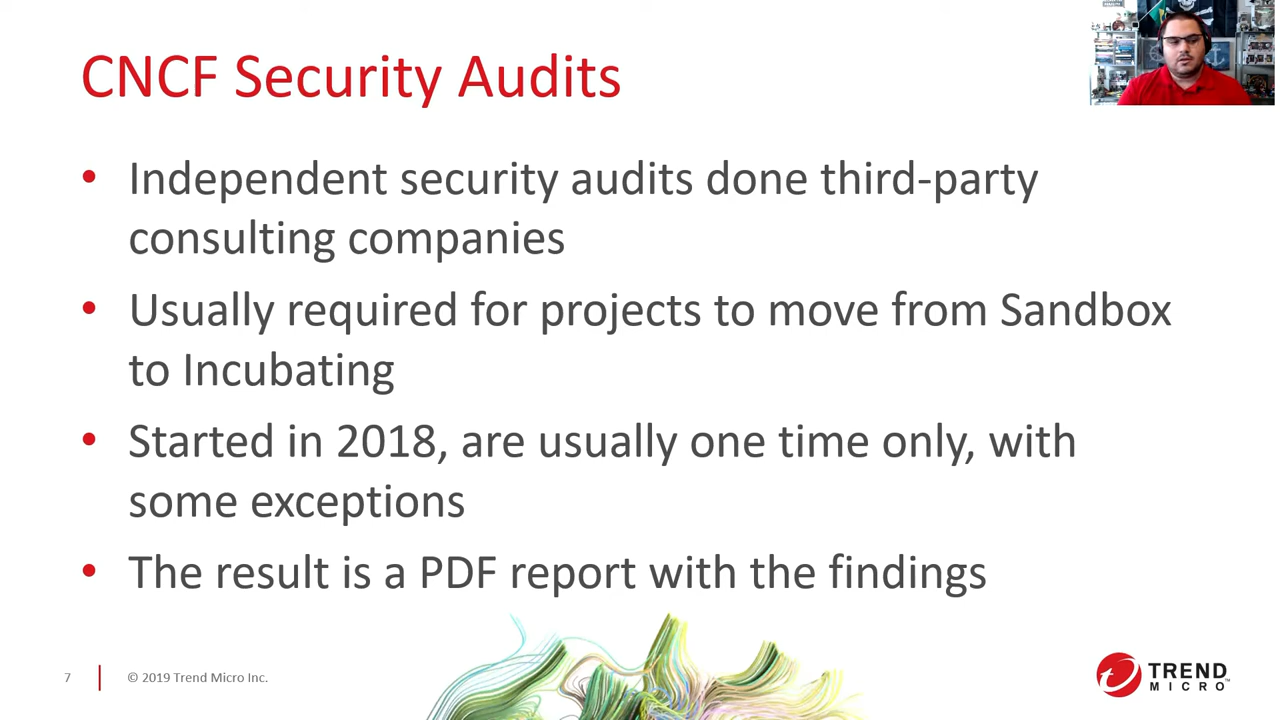 CNCF Security Audits
• Independent security audits done third-party
consulting companies
• Usually required for projects to move from Sandbox
to Incubating
• Started in 2018, are usually one time only, with
some exceptions
• The result is a PDF report with the findings
7
© 2019 Trend Micro Inc.
TREND
MICRO™